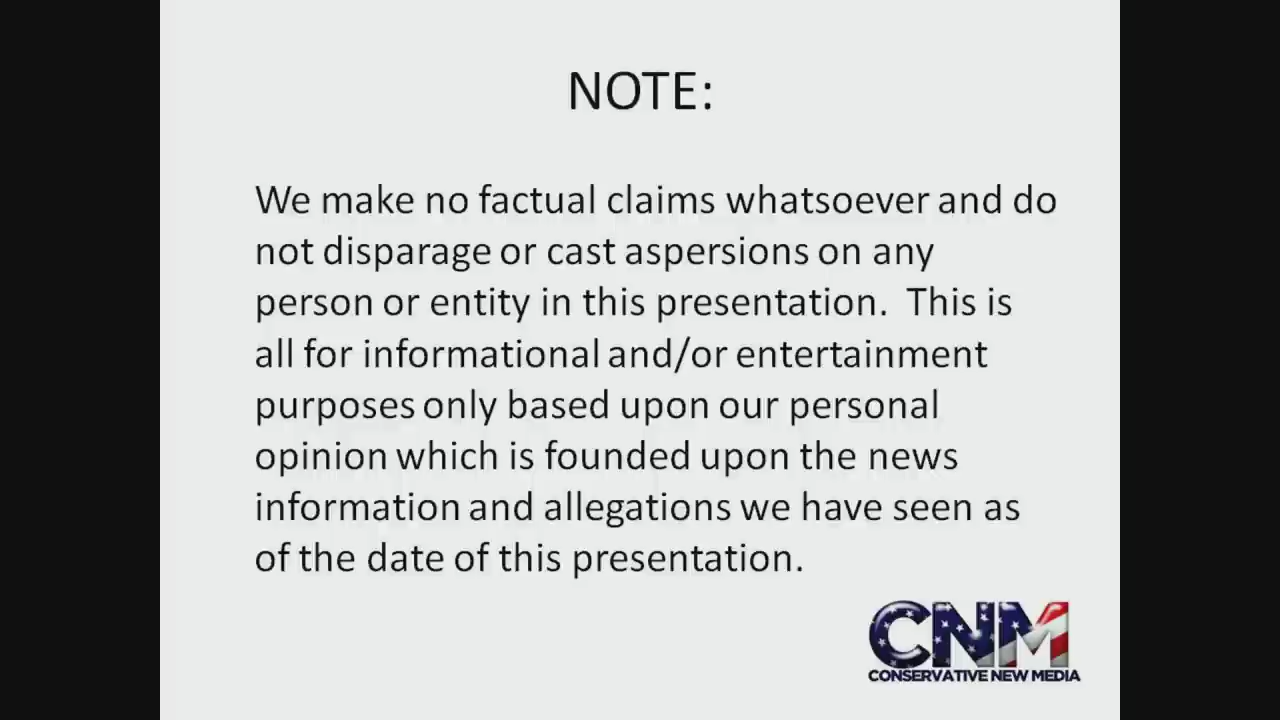 NOTE:
We make no factual claims whatsoever and do
not disparage or cast aspersions on any
person or entity in this presentation.  This is
all for informational and/or entertainment
purposes only based upon our personal
opinion which is founded upon the news
information and allegations we have seen as
of the date of this presentation.
CNM
CONSERVATIVE NEW MEDIA